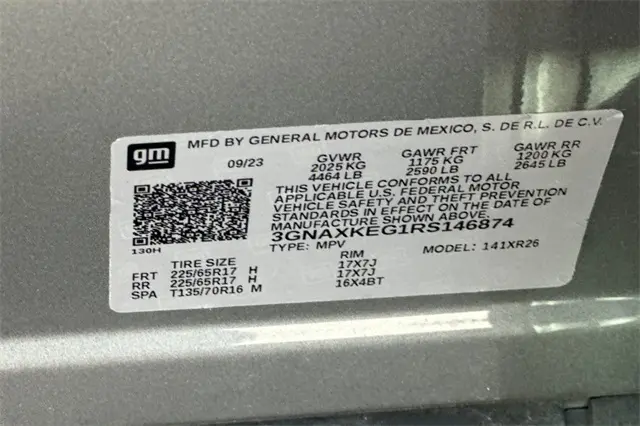 gm
MFD BY GENERAL MOTORS DE MEXICO, S. DE R.L. DE C.V.
09/23 GVWR GAWR FRT GAWR RR
2025 KG 1175 KG 1200 KG
4464 LB 2590 LB 2645 LB
THIS VEHICLE CONFORMS TO ALL
APPLICABLE U.S. FEDERAL MOTOR
VEHICLE SAFETY AND THEFT PREVENTION
STANDARDS IN EFFECT ON THE DATE OF
MANUFACTURE SHOWN ABOVE.
130H
3GNAXKEG1RS146874
TYPE: MPV MODEL: 141XR26
TIRE SIZE RIM
FRT 225/65R17 H 17X7J
RR 225/65R17 H 17X7J
SPA T135/70R16 M 16X4BT